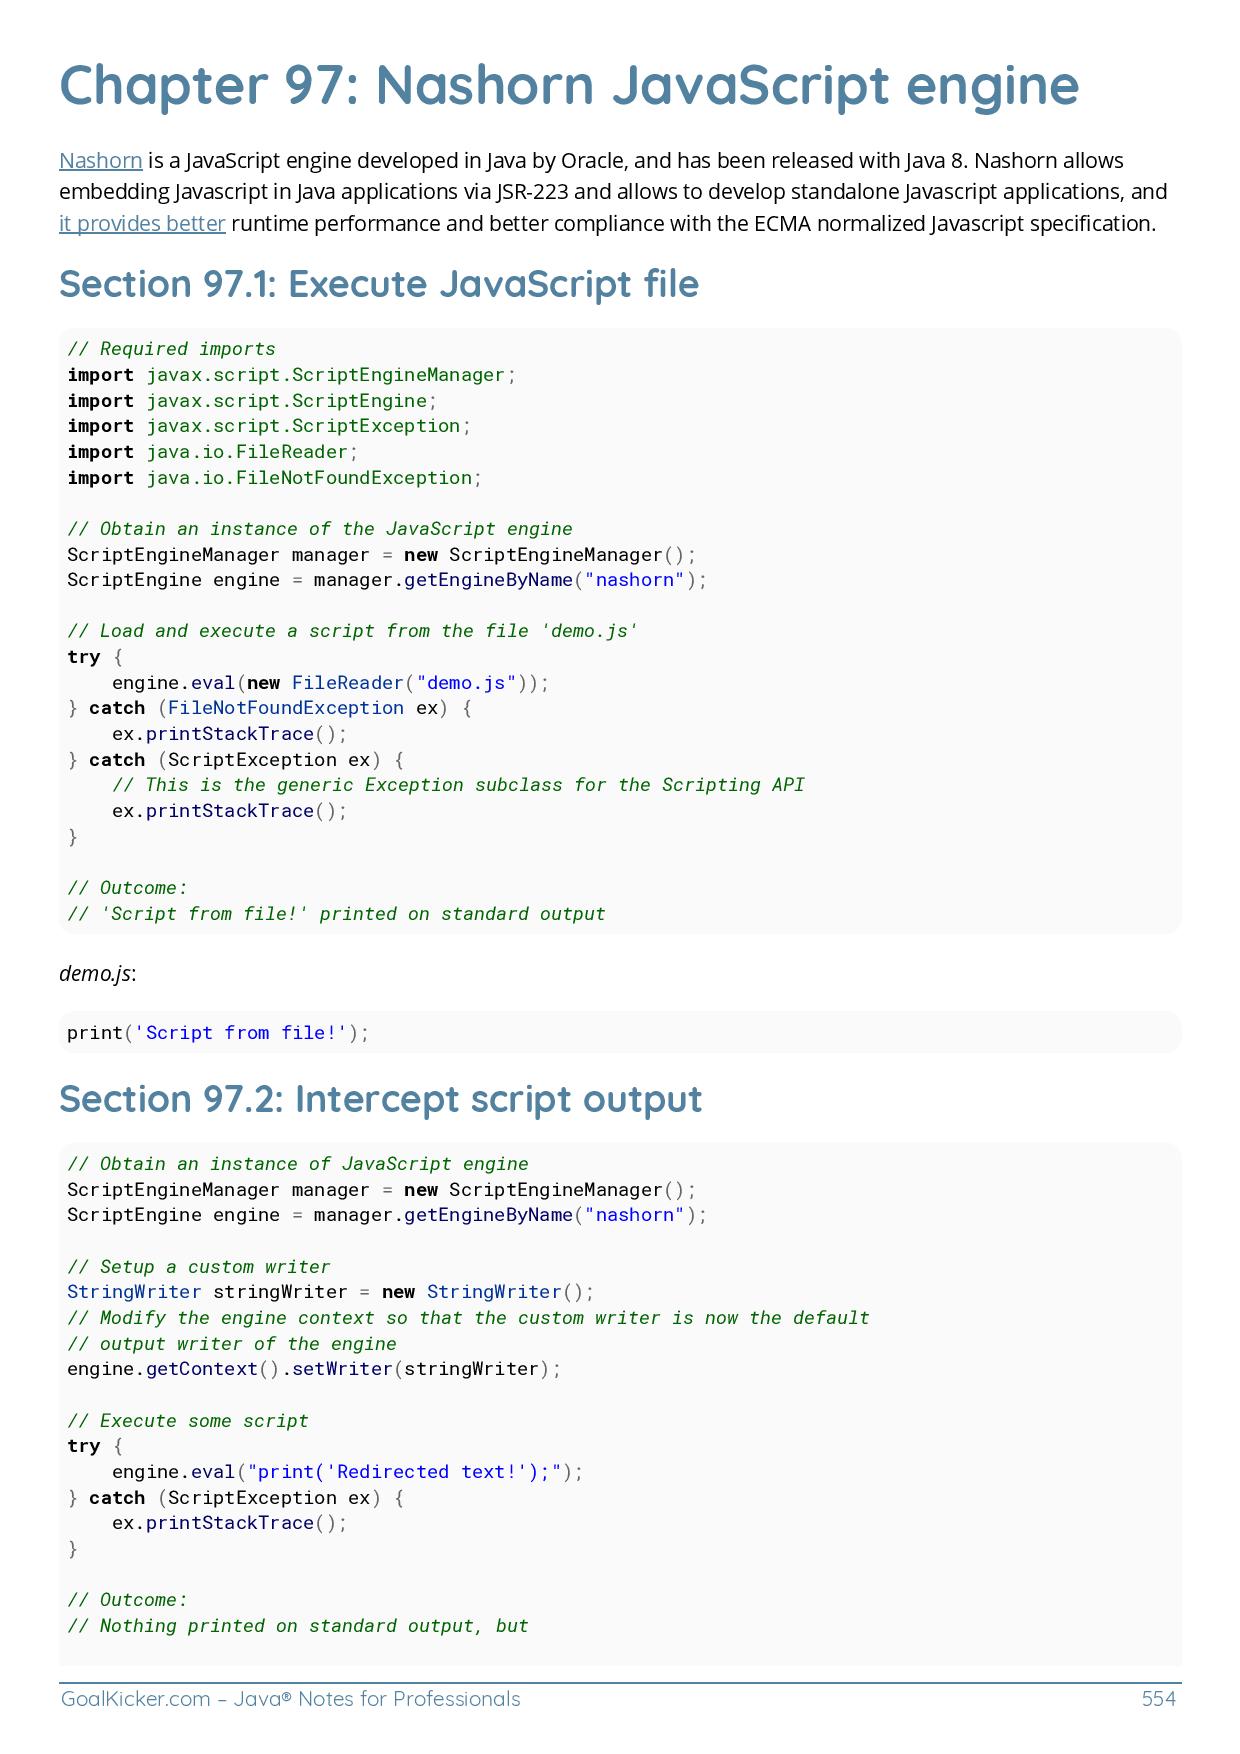 Chapter 97: Nashorn JavaScript engine
Nashorn is a JavaScript engine developed in Java by Oracle, and has been released with Java 8. Nashorn allows
embedding Javascript in Java applications via JSR-223 and allows to develop standalone Javascript applications, and
it provides better runtime performance and better compliance with the ECMA normalized Javascript specification.
Section 97.1: Execute JavaScript file
// Required imports
import javax.script.ScriptEngineManager;
import javax.script.ScriptEngine;
import javax.script.ScriptException;
import java.io.FileReader;
import java.io.FileNotFoundException;

// Obtain an instance of the JavaScript engine
ScriptEngineManager manager = new ScriptEngineManager();
ScriptEngine engine = manager.getEngineByName("nashorn");

// Load and execute a script from the file 'demo.js'
try {
    engine.eval(new FileReader("demo.js"));
} catch (FileNotFoundException ex) {
    ex.printStackTrace();
} catch (ScriptException ex) {
    // This is the generic Exception subclass for the Scripting API
    ex.printStackTrace();
}

// Outcome:
// 'Script from file!' printed on standard output
demo.js:
print('Script from file!');
Section 97.2: Intercept script output
// Obtain an instance of JavaScript engine
ScriptEngineManager manager = new ScriptEngineManager();
ScriptEngine engine = manager.getEngineByName("nashorn");

// Setup a custom writer
StringWriter stringWriter = new StringWriter();
// Modify the engine context so that the custom writer is now the default
// output writer of the engine
engine.getContext().setWriter(stringWriter);

// Execute some script
try {
    engine.eval("print('Redirected text!');");
} catch (ScriptException ex) {
    ex.printStackTrace();
}

// Outcome:
// Nothing printed on standard output, but
GoalKicker.com – Java® Notes for Professionals
554